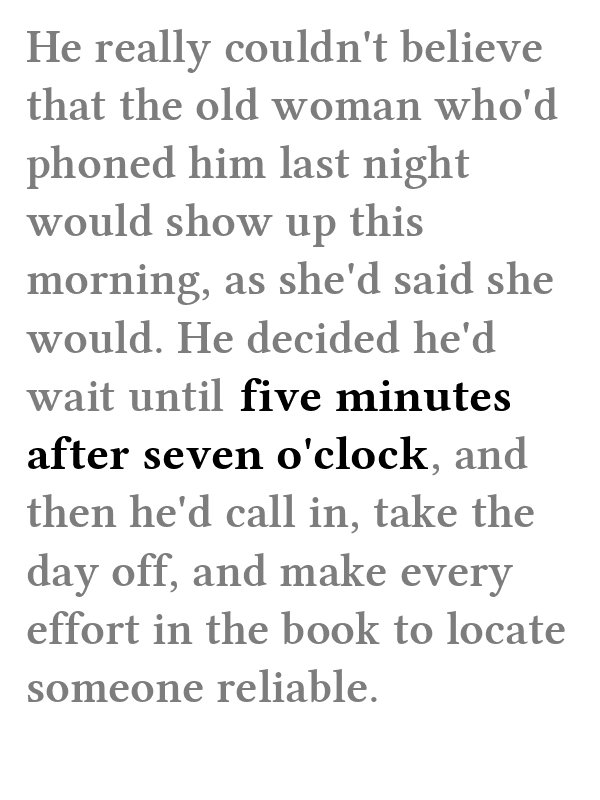 He really couldn't believe
that the old woman who'd
phoned him last night
would show up this
morning, as she'd said she
would. He decided he'd
wait until five minutes
after seven o'clock, and
then he'd call in, take the
day off, and make every
effort in the book to locate
someone reliable.